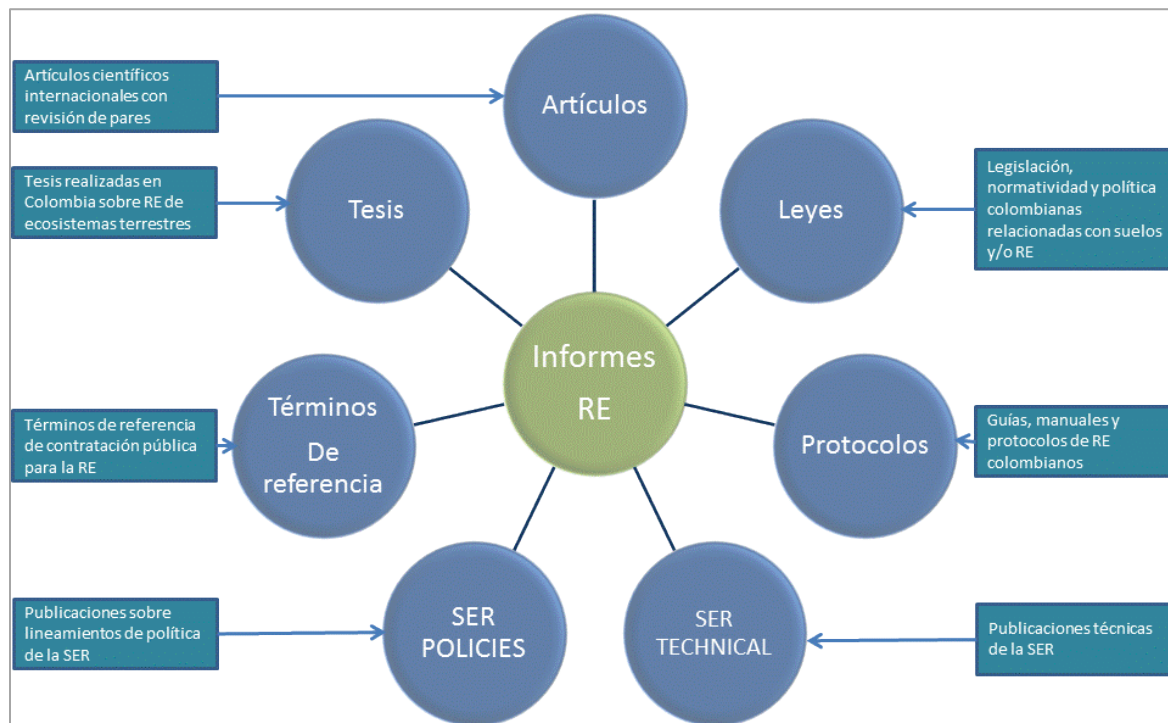 Artículos científicos
internacionales con
revisión de pares
Artículos
Tesis realizadas en
Colombia sobre RE de
ecosistemas terrestres
Tesis
Leyes
Legislación,
normatividad y política
colombianas
relacionadas con suelos
y/o RE
Informes
RE
Términos de referencia
de contratación pública
para la RE
Términos
De
referencia
Protocolos
Guías, manuales y
protocolos de RE
colombianos
Publicaciones sobre
lineamientos de política
de la SER
SER
POLICIES
SER
TECHNICAL
Publicaciones técnicas
de la SER